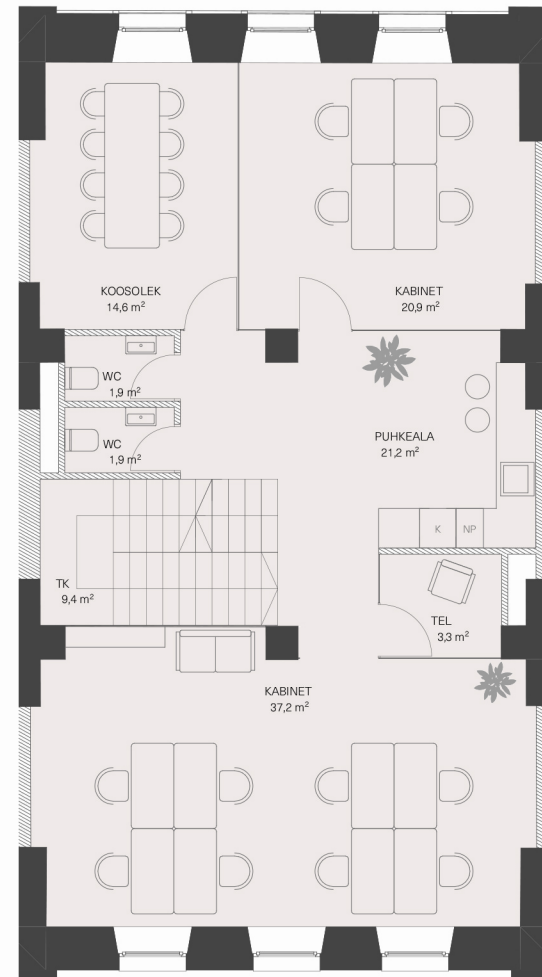 KOOSOLEK
14,6 m²
KABINET
20,9 m²
WC
1,9 m²
WC
1,9 m²
PUHKEALA
21,2 m²
K
NP
TK
9,4 m²
TEL
3,3 m²
KABINET
37,2 m²